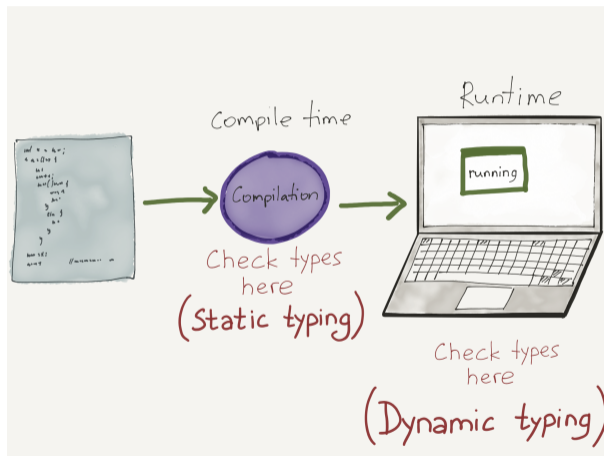 Compile time
Compilation
Check types
here
(Static typing)
Runtime
running
Check types
here
(Dynamic typing)